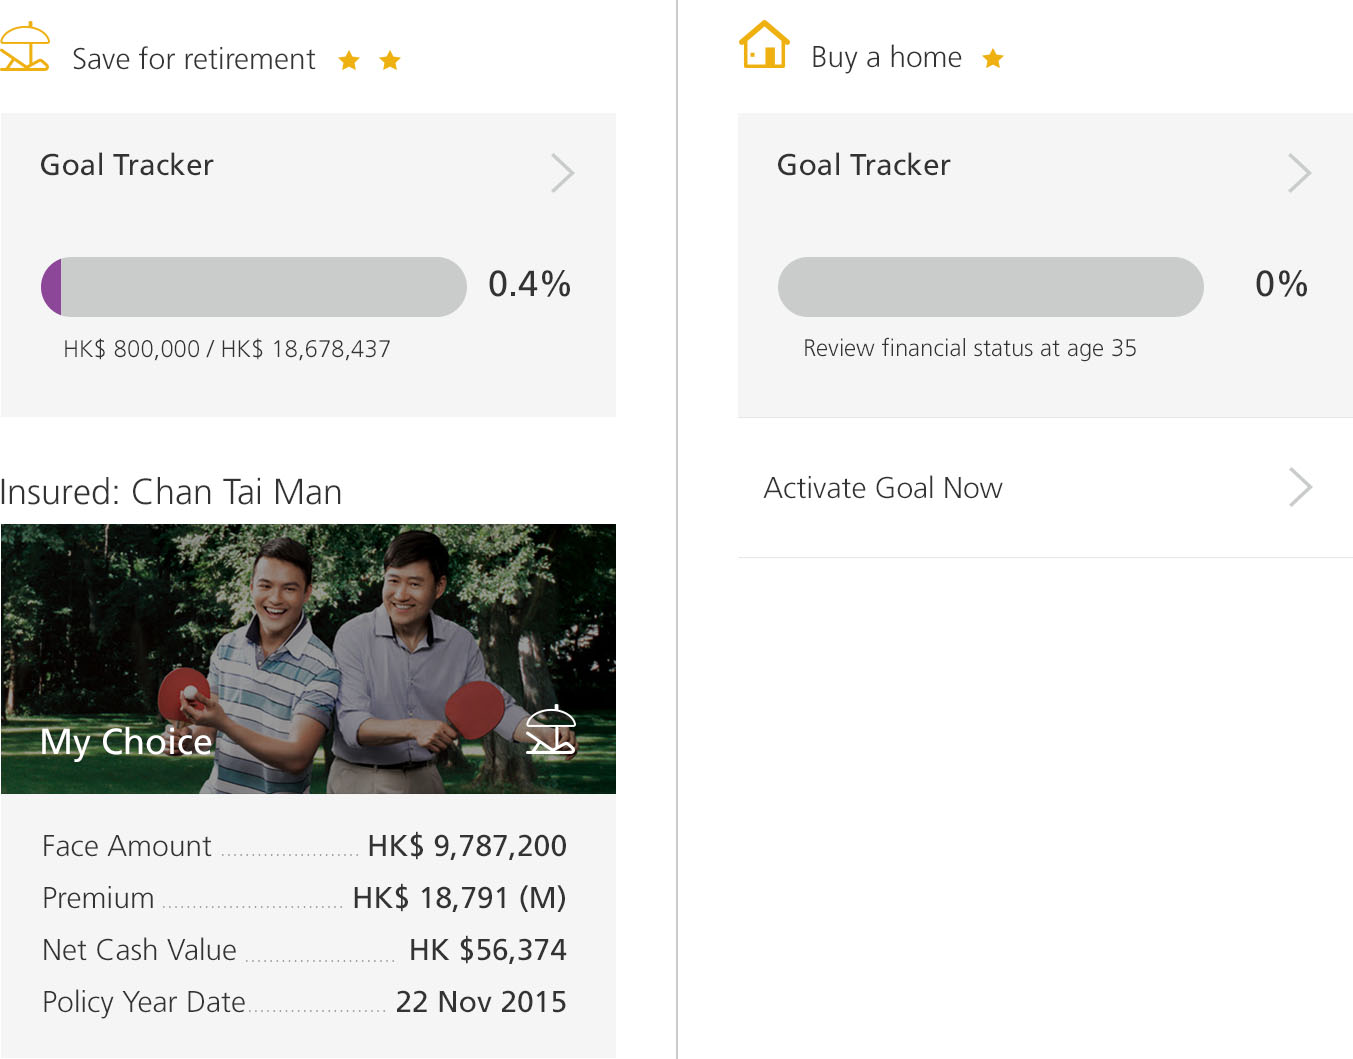 Save for retirement
Goal Tracker
0.4%
HK$ 800,000 / HK$ 18,678,437
Insured: Chan Tai Man
My Choice
Face Amount ....................... HK$ 9,787,200
Premium .............................. HK$ 18,791 (M)
Net Cash Value ......................... HK $56,374
Policy Year Date....................... 22 Nov 2015
Buy a home
Goal Tracker
0%
Review financial status at age 35
Activate Goal Now